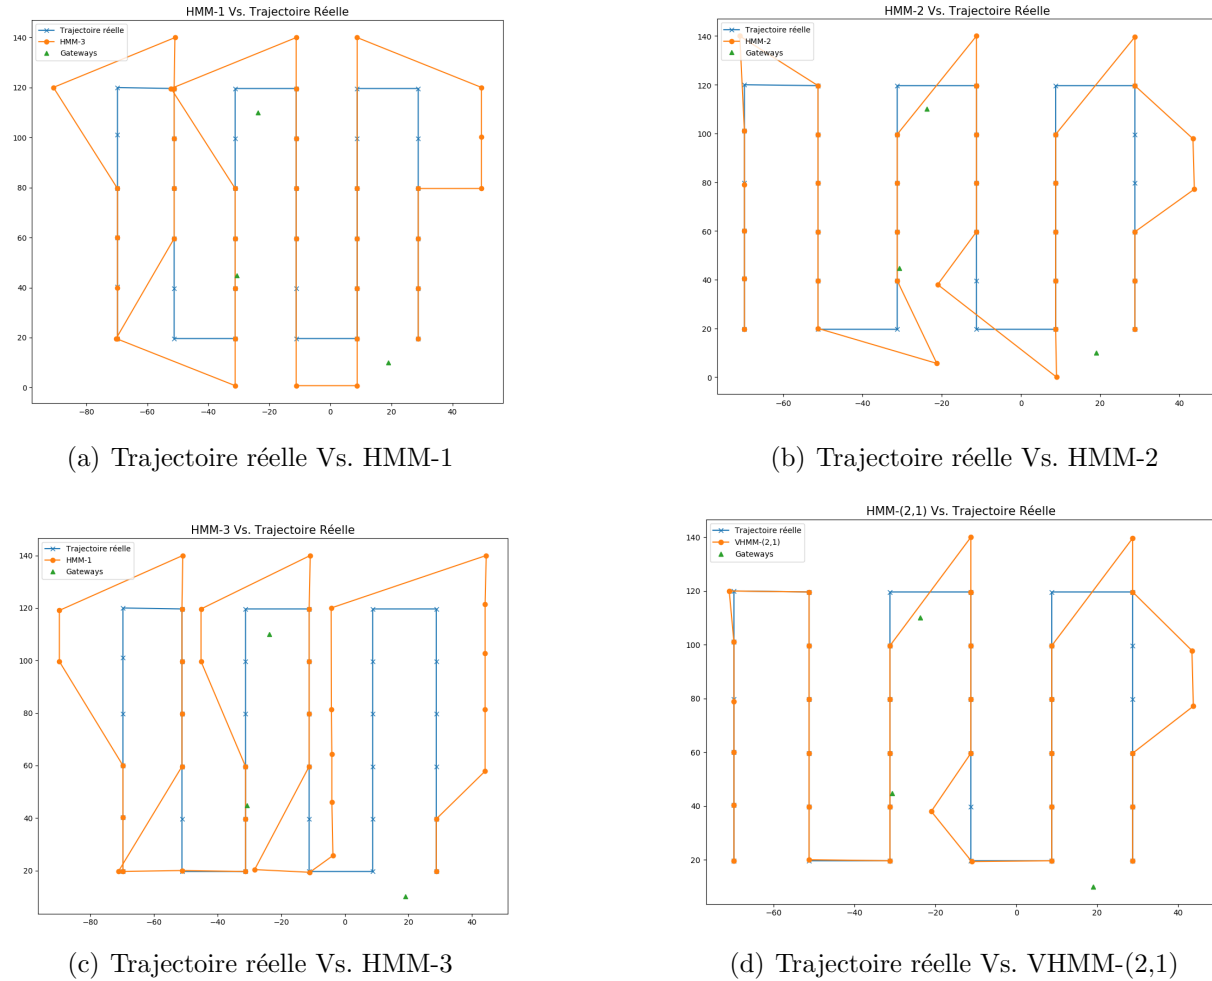 HMM-1 Vs. Trajectoire Réelle
Trajectoire réelle
HMM-3
Gateways
140
120
100
80
60
40
20
0
−80 −60 −40 −20 0 20 40
(a) Trajectoire réelle Vs. HMM-1
HMM-2 Vs. Trajectoire Réelle
Trajectoire réelle
HMM-2
Gateways
140
120
100
80
60
40
20
0
−60 −40 −20 0 20 40
(b) Trajectoire réelle Vs. HMM-2
HMM-3 Vs. Trajectoire Réelle
Trajectoire réelle
HMM-1
Gateways
140
120
100
80
60
40
20
−80 −60 −40 −20 0 20 40
(c) Trajectoire réelle Vs. HMM-3
HMM-(2,1) Vs. Trajectoire Réelle
Trajectoire réelle
VHMM-(2,1)
Gateways
140
120
100
80
60
40
20
−60 −40 −20 0 20 40
(d) Trajectoire réelle Vs. VHMM-(2,1)